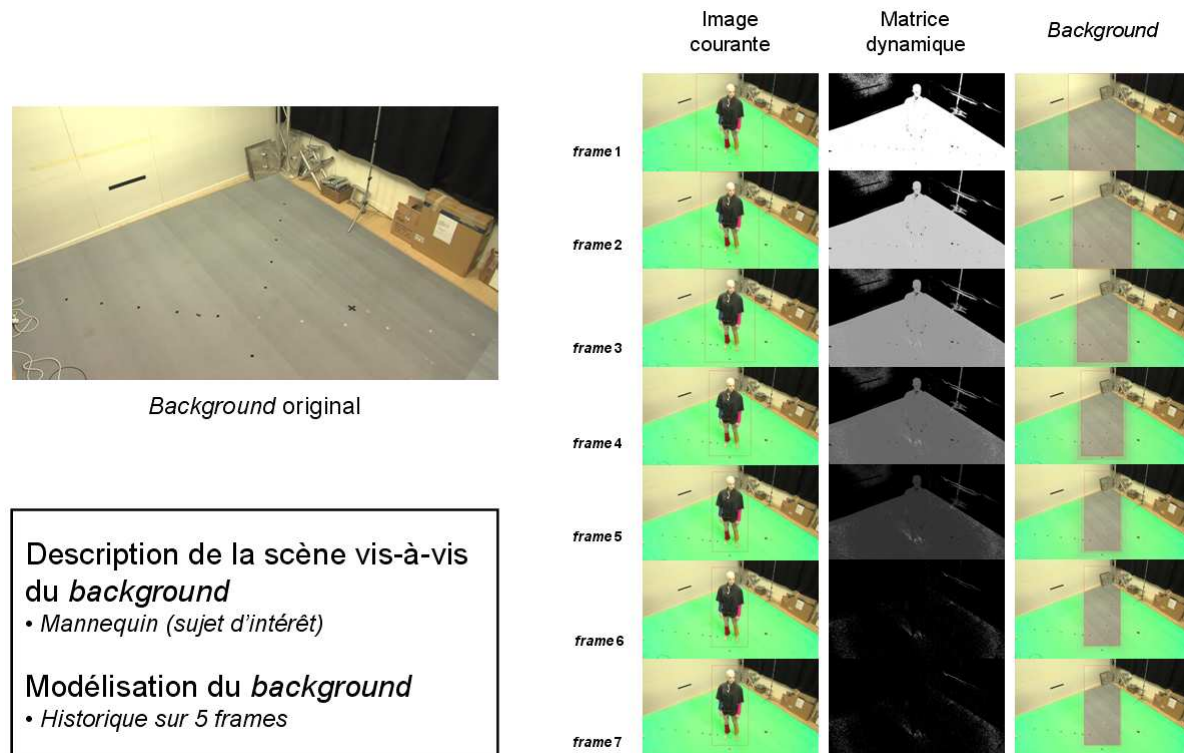 Image
courante
Matrice
dynamique
Background
frame 1
frame 2
frame 3
frame 4
frame 5
frame 6
frame 7
Background original
Description de la scène vis-à-vis
du background
• Mannequin (sujet d'intérêt)
Modélisation du background
• Historique sur 5 frames